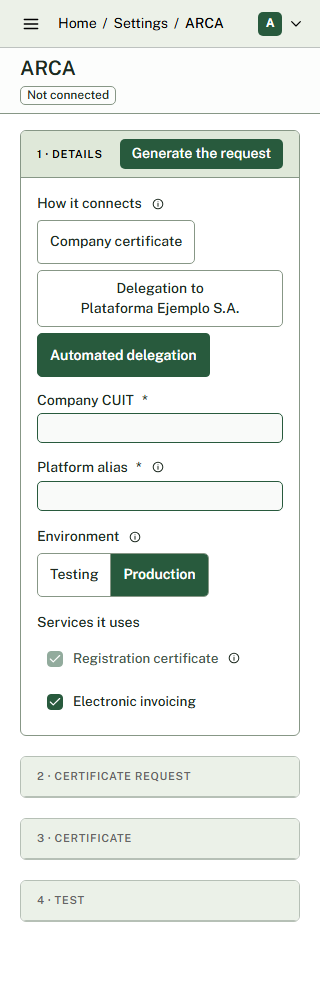 Home / Settings / ARCA
A
ARCA
Not connected
1 · DETAILS
Generate the request
How it connects
Company certificate
Delegation to
Plataforma Ejemplo S.A.
Automated delegation
Company CUIT *
Platform alias *
Environment
Testing
Production
Services it uses
Registration certificate
Electronic invoicing
2 · CERTIFICATE REQUEST
3 · CERTIFICATE
4 · TEST